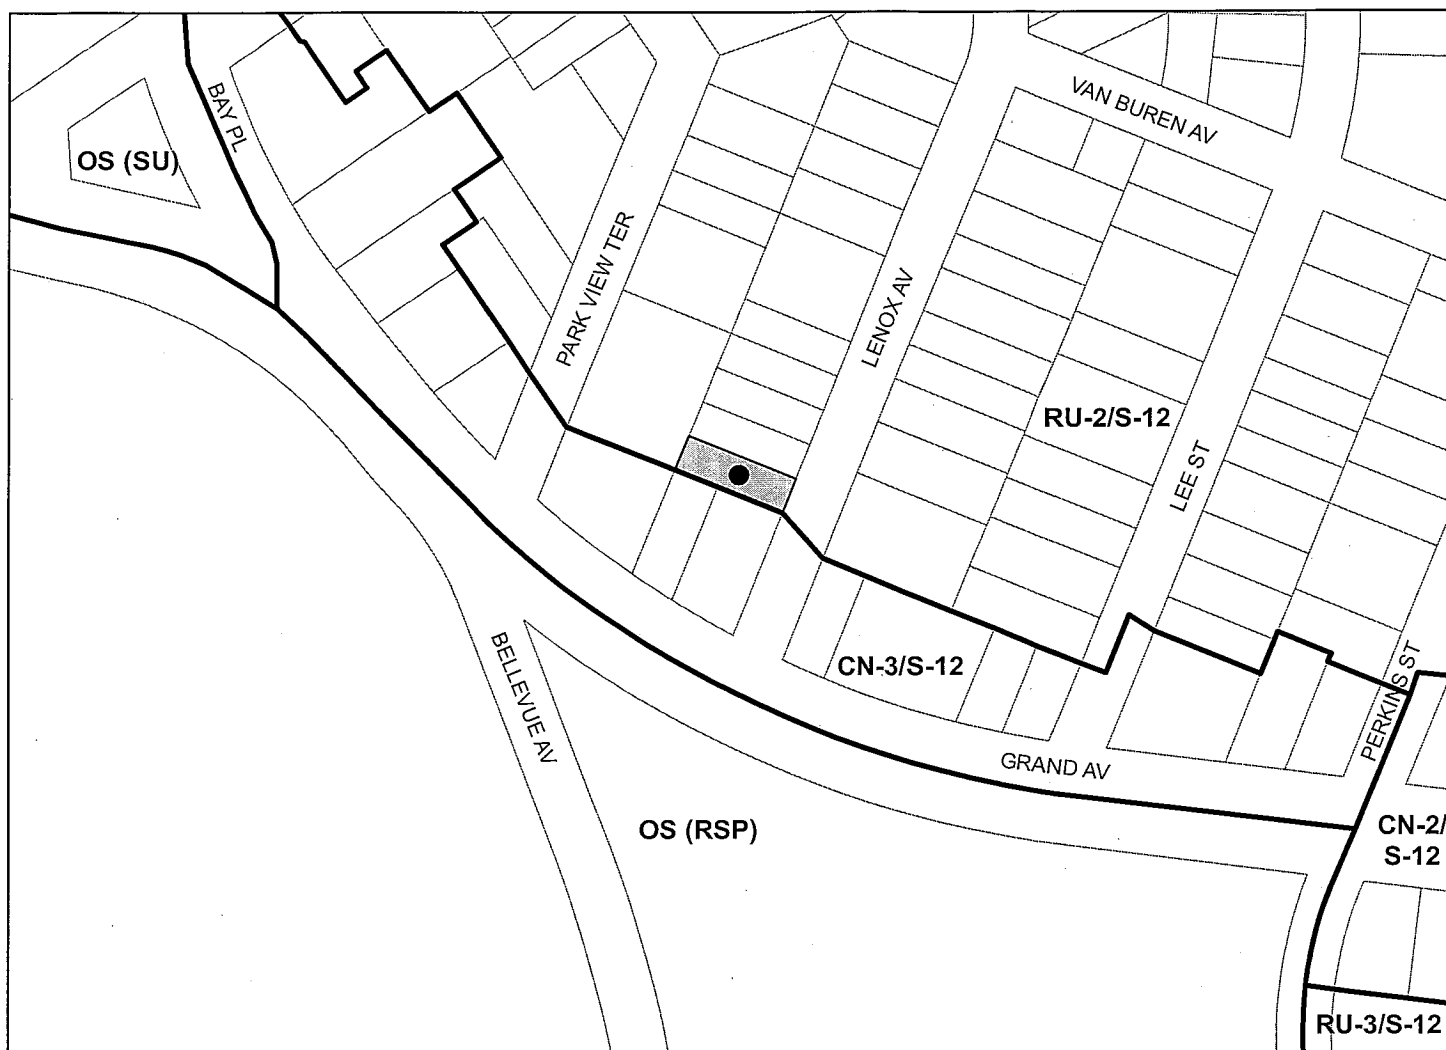 VAN BUREN AV
BAY PL
OS (SU)
PARK VIEW TER
LENOX AV
RU-2/S-12
LEE ST
CN-3/S-12
PERKINS ST
BELLEVUE AV
GRAND AV
OS (RSP)
CN-2/
S-12
RU-3/S-12